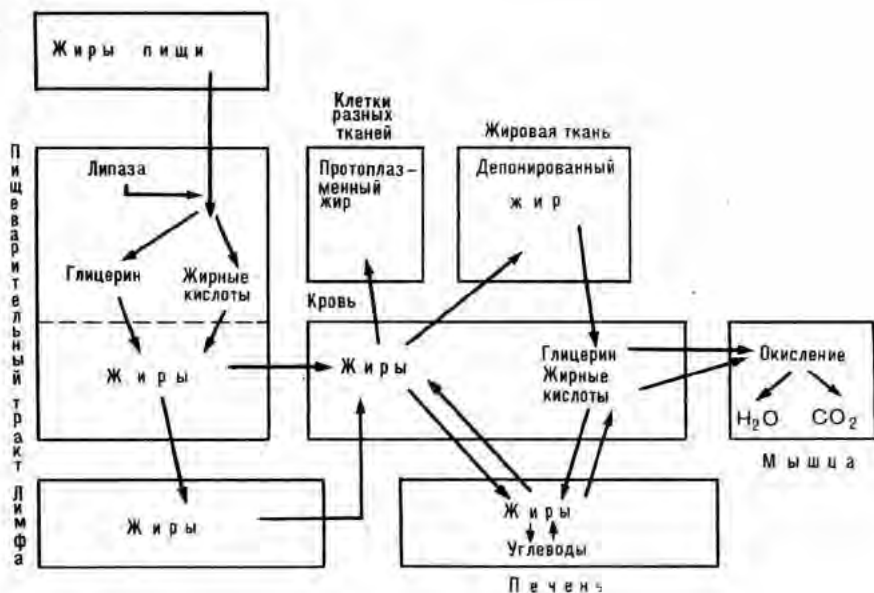 Жиры пищи
Пищеварительный тракт
Липаза
Глицерин
Жирные
кислоты
Жиры
Лимфа
Жиры
Клетки
разных
тканей
Протоплаз-
менный
жир
Жировая ткань
Депонированный
жир
Кровь
Жиры
Глицерин
Жирные
кислоты
Окисление
H₂O CO₂
Мышца
Жиры
Углеводы
Печень